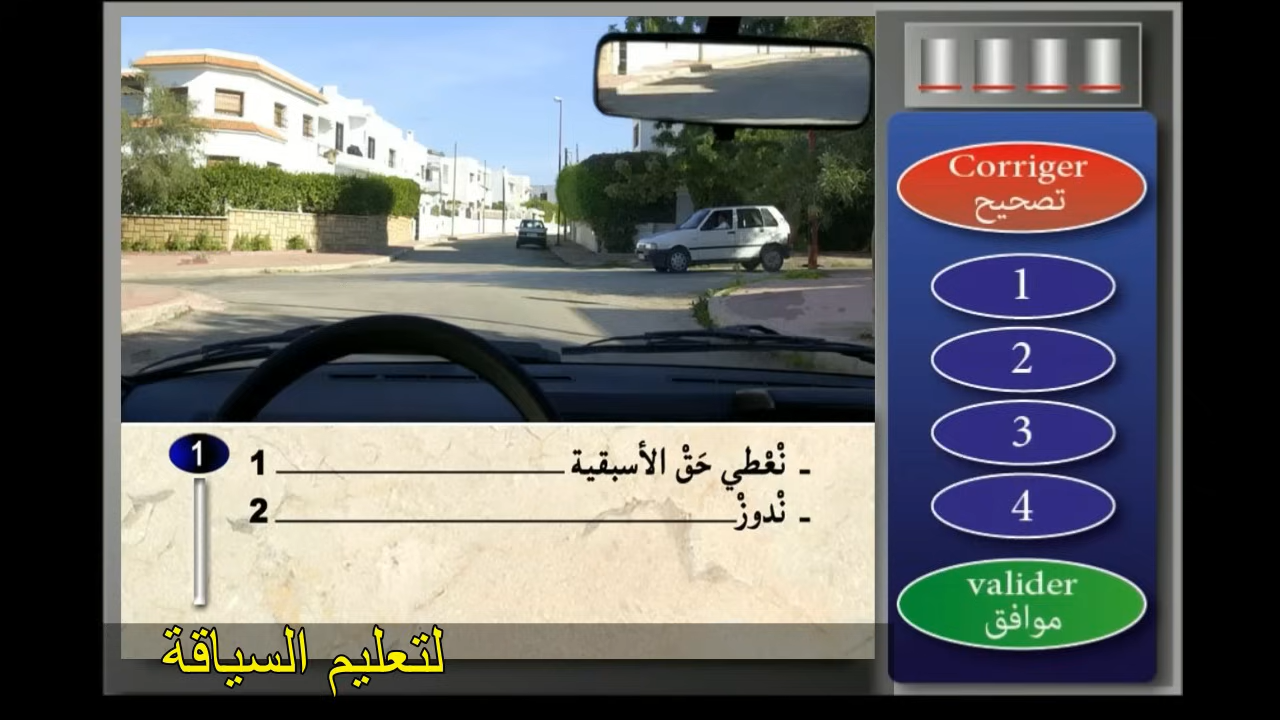 Corriger
تصحيح
1
2
3
4
valider
موافق
1
- نْعْطي حَقْ الأسبقية 1
- نْدوزْ 2
لتعليم السياقة